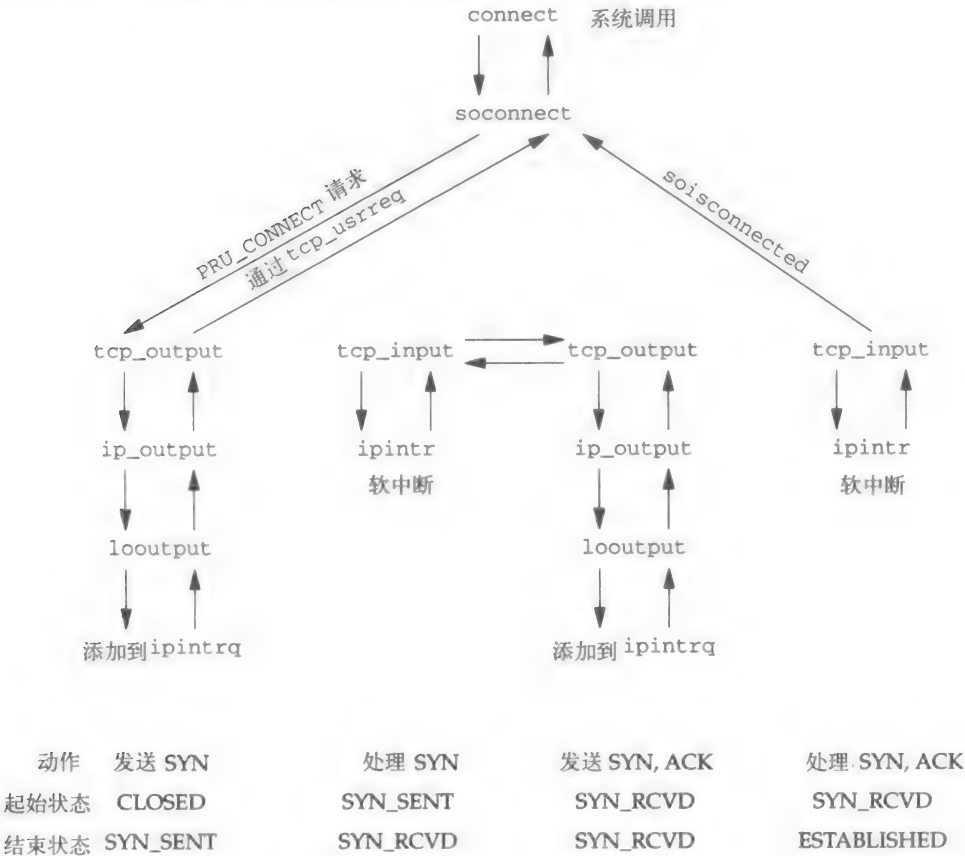 connect 系统调用
soconnect
PRU_CONNECT 请求
通过 tcp_usrreq
soisconnected
tcp_output tcp_input tcp_output tcp_input
ip_output ipintr ip_output ipintr
软中断 软中断
looutput looutput
添加到 ipintrq 添加到 ipintrq
动作 发送 SYN 处理 SYN 发送 SYN, ACK 处理 SYN, ACK
起始状态 CLOSED SYN_SENT SYN_RCVD SYN_RCVD
结束状态 SYN_SENT SYN_RCVD SYN_RCVD ESTABLISHED